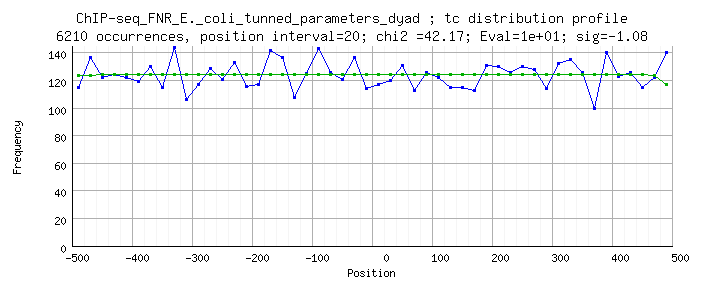 ChIP-seq_FNR_E._coli_tunned_parameters_dyad ; tc distribution profile
6210 occurrences, position interval=20; chi2 =42.17; Eval=1e+01; sig=-1.08
140
120
100
80
60
40
20
0
Frequency
-500 -400 -300 -200 -100 0 100 200 300 400 500
Position